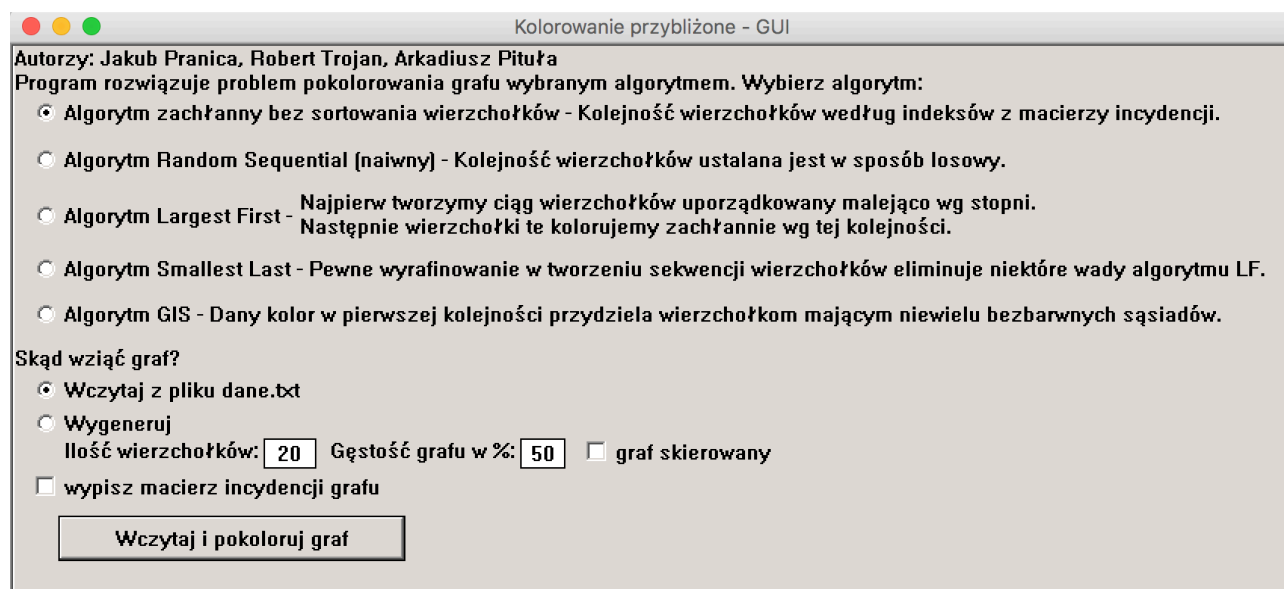 Kolorowanie przybliżone - GUI
Autorzy: Jakub Pranica, Robert Trojan, Arkadiusz Pituła
Program rozwiązuje problem pokolorowania grafu wybranym algorytmem. Wybierz algorytm:
Algorytm zachłanny bez sortowania wierzchołków - Kolejność wierzchołków według indeksów z macierzy incydencji.
Algorytm Random Sequential (naiwny) - Kolejność wierzchołków ustalana jest w sposób losowy.
Algorytm Largest First - Najpierw tworzymy ciąg wierzchołków uporządkowany malejąco wg stopni.
Następnie wierzchołki te kolorujemy zachłannie wg tej kolejności.
Algorytm Smallest Last - Pewne wyrafinowanie w tworzeniu sekwencji wierzchołków eliminuje niektóre wady algorytmu LF.
Algorytm GIS - Dany kolor w pierwszej kolejności przydziela wierzchołkom mającym niewielu bezbarwnych sąsiadów.
Skąd wziąć graf?
Wczytaj z pliku dane.txt
Wygeneruj
Ilość wierzchołków: 20 Gęstość grafu w %: 50 graf skierowany
wypisz macierz incydencji grafu
Wczytaj i pokoloruj graf